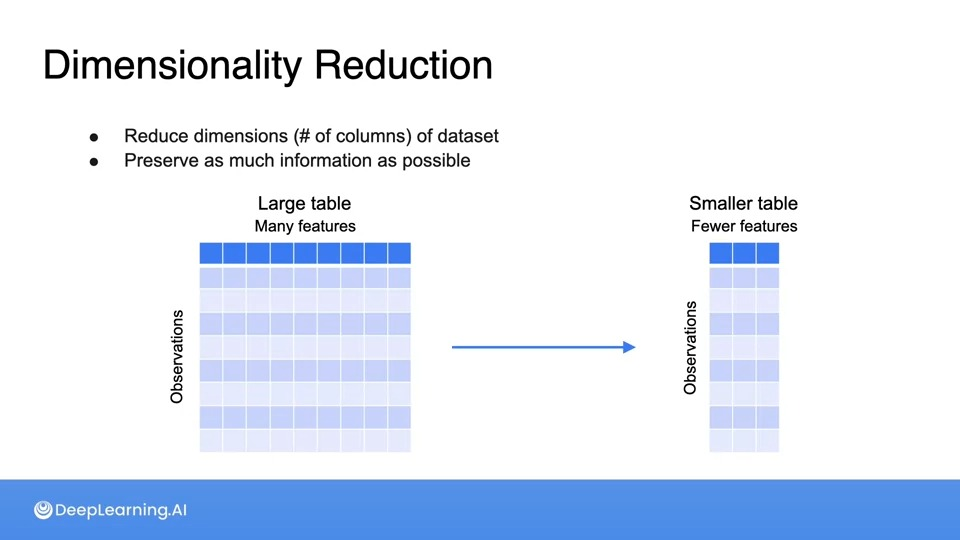 Dimensionality Reduction
● Reduce dimensions (# of columns) of dataset
● Preserve as much information as possible
Large table
Many features
Observations
Smaller table
Fewer features
Observations
DeepLearning.AI